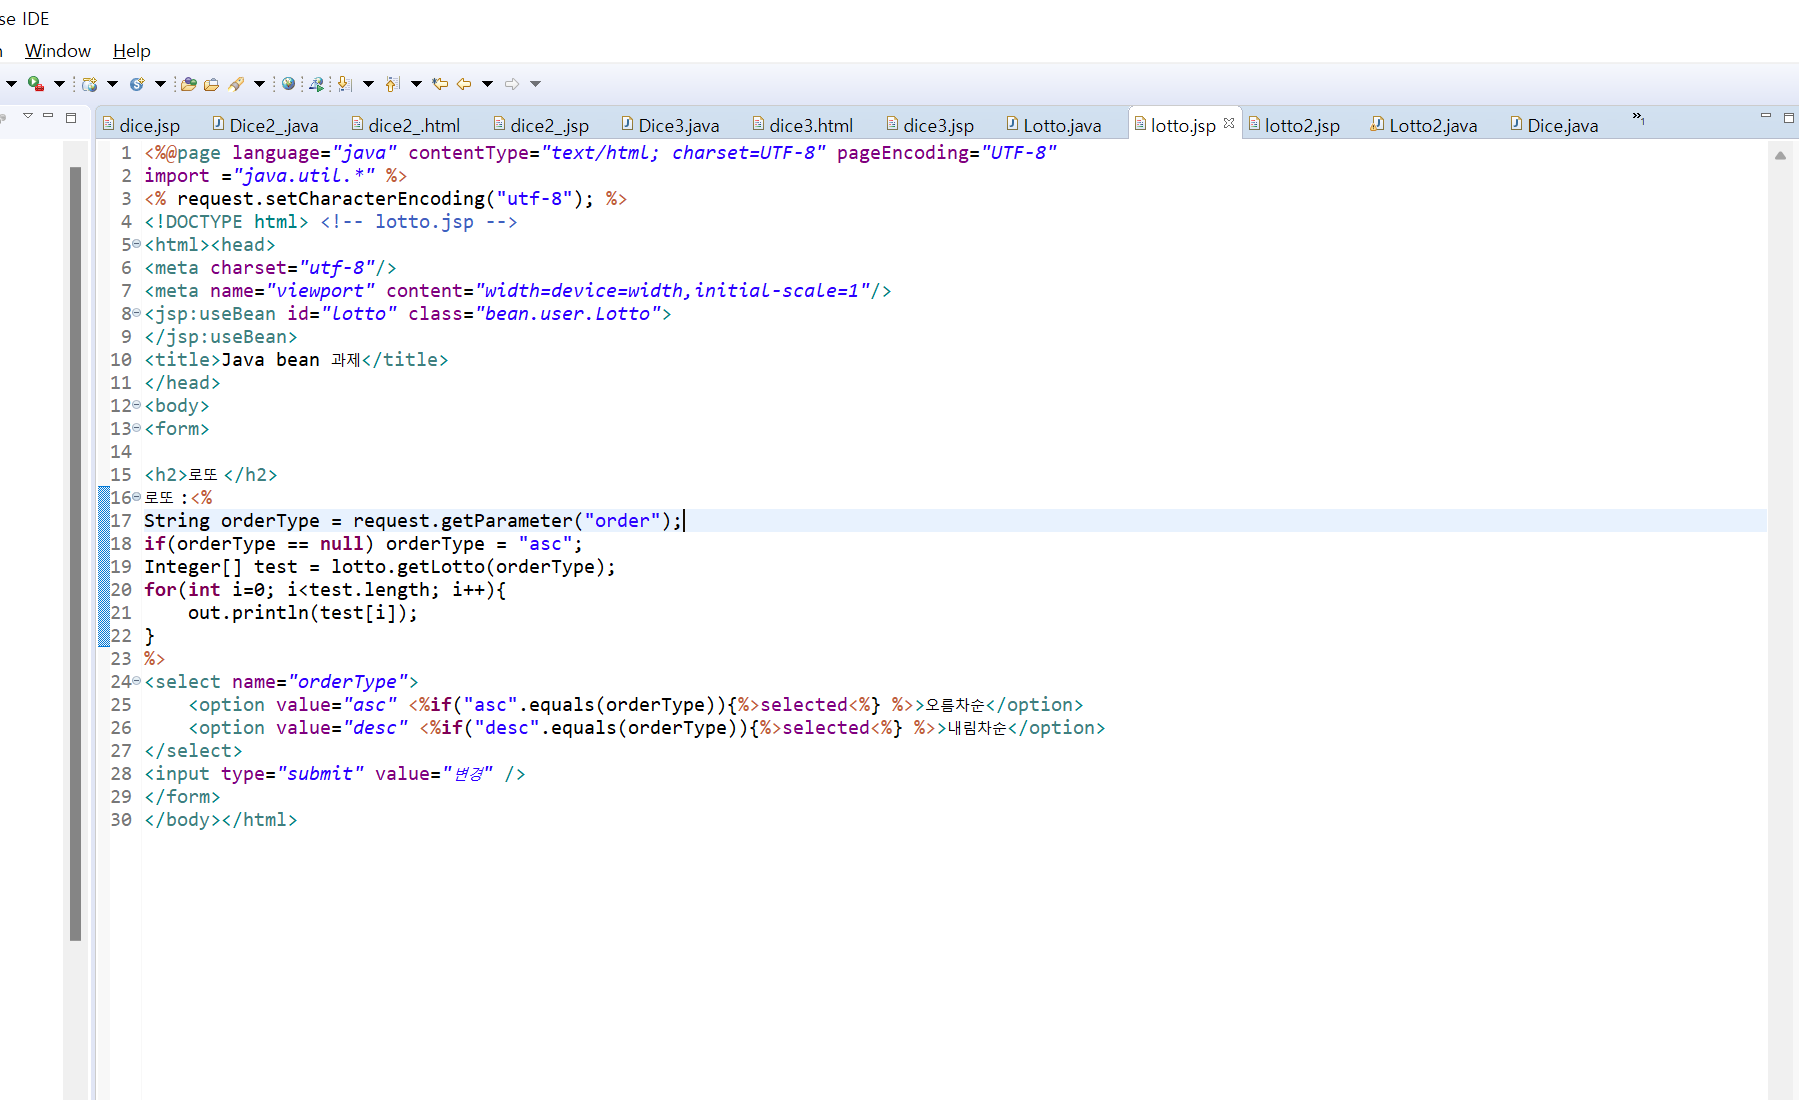 se IDE
Window Help
dice.jsp Dice2_.java dice2_.html dice2_.jsp Dice3.java dice3.html dice3.jsp Lotto.java lotto.jsp lotto2.jsp Lotto2.java Dice.java »1
1 <%@page language="java" contentType="text/html; charset=UTF-8" pageEncoding="UTF-8"
2 import ="java.util.*" %>
3 <% request.setCharacterEncoding("utf-8"); %>
4 <!DOCTYPE html> <!-- lotto.jsp -->
5 <html><head>
6 <meta charset="utf-8"/>
7 <meta name="viewport" content="width=device=width,initial-scale=1"/>
8 <jsp:useBean id="lotto" class="bean.user.Lotto">
9 </jsp:useBean>
10 <title>Java bean 과제</title>
11 </head>
12 <body>
13 <form>
14
15 <h2>로또 </h2>
16 로또 :<%
17 String orderType = request.getParameter("order");
18 if(orderType == null) orderType = "asc";
19 Integer[] test = lotto.getLotto(orderType);
20 for(int i=0; i<test.length; i++){
21     out.println(test[i]);
22 }
23 %>
24 <select name="orderType">
25     <option value="asc" <%if("asc".equals(orderType)){%>selected<%} %>>오름차순</option>
26     <option value="desc" <%if("desc".equals(orderType)){%>selected<%} %>>내림차순</option>
27 </select>
28 <input type="submit" value="변경" />
29 </form>
30 </body></html>